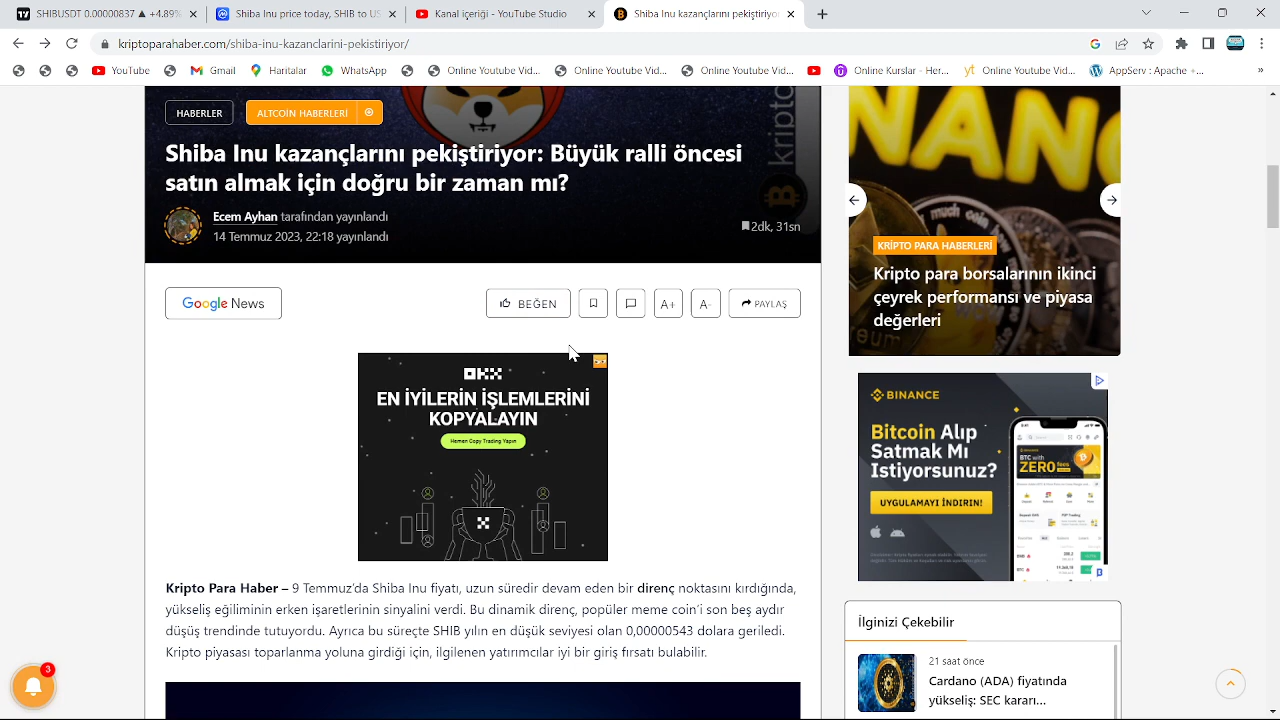 SHIBUSDT 0.00000837 ▲ +4.89%
Shiba Inu (SHIB) to US
Kanal içeriği - YouTube Studio
Shiba Inu kazançlarını pekiştiriyor
kriptoparahaber.com/shiba-inu-kazanclarini-pekistiriyor/
YouTube
Gmail
Haritalar
WhatsApp
Online Youtube Vid...
Online Youtube Vid...
Online Kurslar - İst...
Online Youtube Vid...
AppServ : Apache +...
HABERLER
ALTCOİN HABERLERİ
kripto
Shiba Inu kazançlarını pekiştiriyor: Büyük ralli öncesi
satın almak için doğru bir zaman mı?
Ecem Ayhan tarafından yayınlandı
14 Temmuz 2023, 22:18 yayınlandı
2dk, 31sn
Google News
BEĞEN
A+
A-
PAYLAŞ
EN İYİLERİN İŞLEMLERİNİ
KOPYALAYIN
Hemen Copy Trading Yapın
Kripto Para Haber – 9 Temmuz'da Shiba Inu fiyatı, uzun süredir devam eden bir direnç noktasını kırdığında,
yükseliş eğiliminin erken işaretlerinin sinyalini verdi. Bu dinamik direnç, popüler meme coin'i son beş aydır
düşüş trendinde tutuyordu. Ayrıca bu süreçte SHIB yılın en düşük seviyesi olan 0,00000543 dolara geriledi.
Kripto piyasası toparlanma yoluna girdiği için, ilgilenen yatırımcılar iyi bir giriş fırsatı bulabilir.
3
KRİPTO PARA HABERLERİ
Kripto para borsalarının ikinci
çeyrek performansı ve piyasa
değerleri
BINANCE
Bitcoin Alıp
Satmak Mı
İstiyorsunuz?
UYGULAMAYI İNDİRİN!
BTC with
ZERO fees
İlginizi Çekebilir
21 saat önce
Cardano (ADA) fiyatında
yükseliş: SEC kararı...